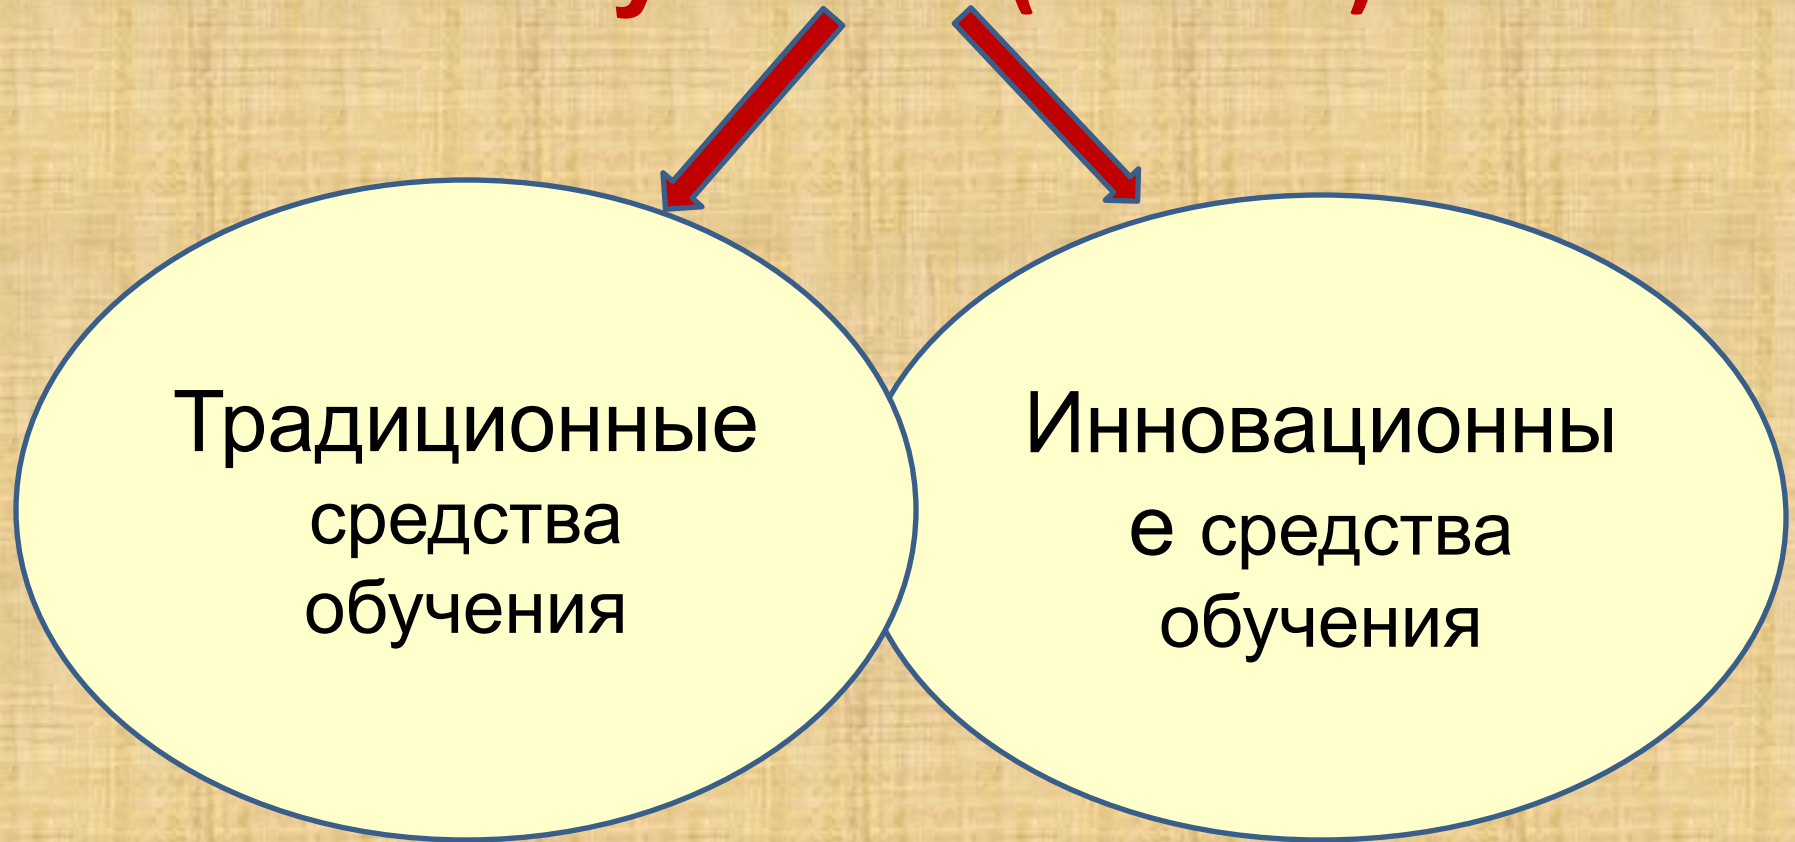 Традиционные
средства
обучения
Инновационны
е средства
обучения